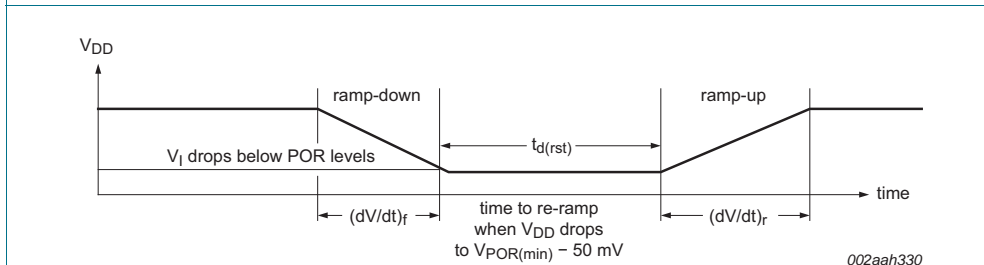 VDD
ramp-down
ramp-up
td(rst)
VI drops below POR levels
time
(dV/dt)f
time to re-ramp
when VDD drops
to VPOR(min) − 50 mV
(dV/dt)r
002aah330